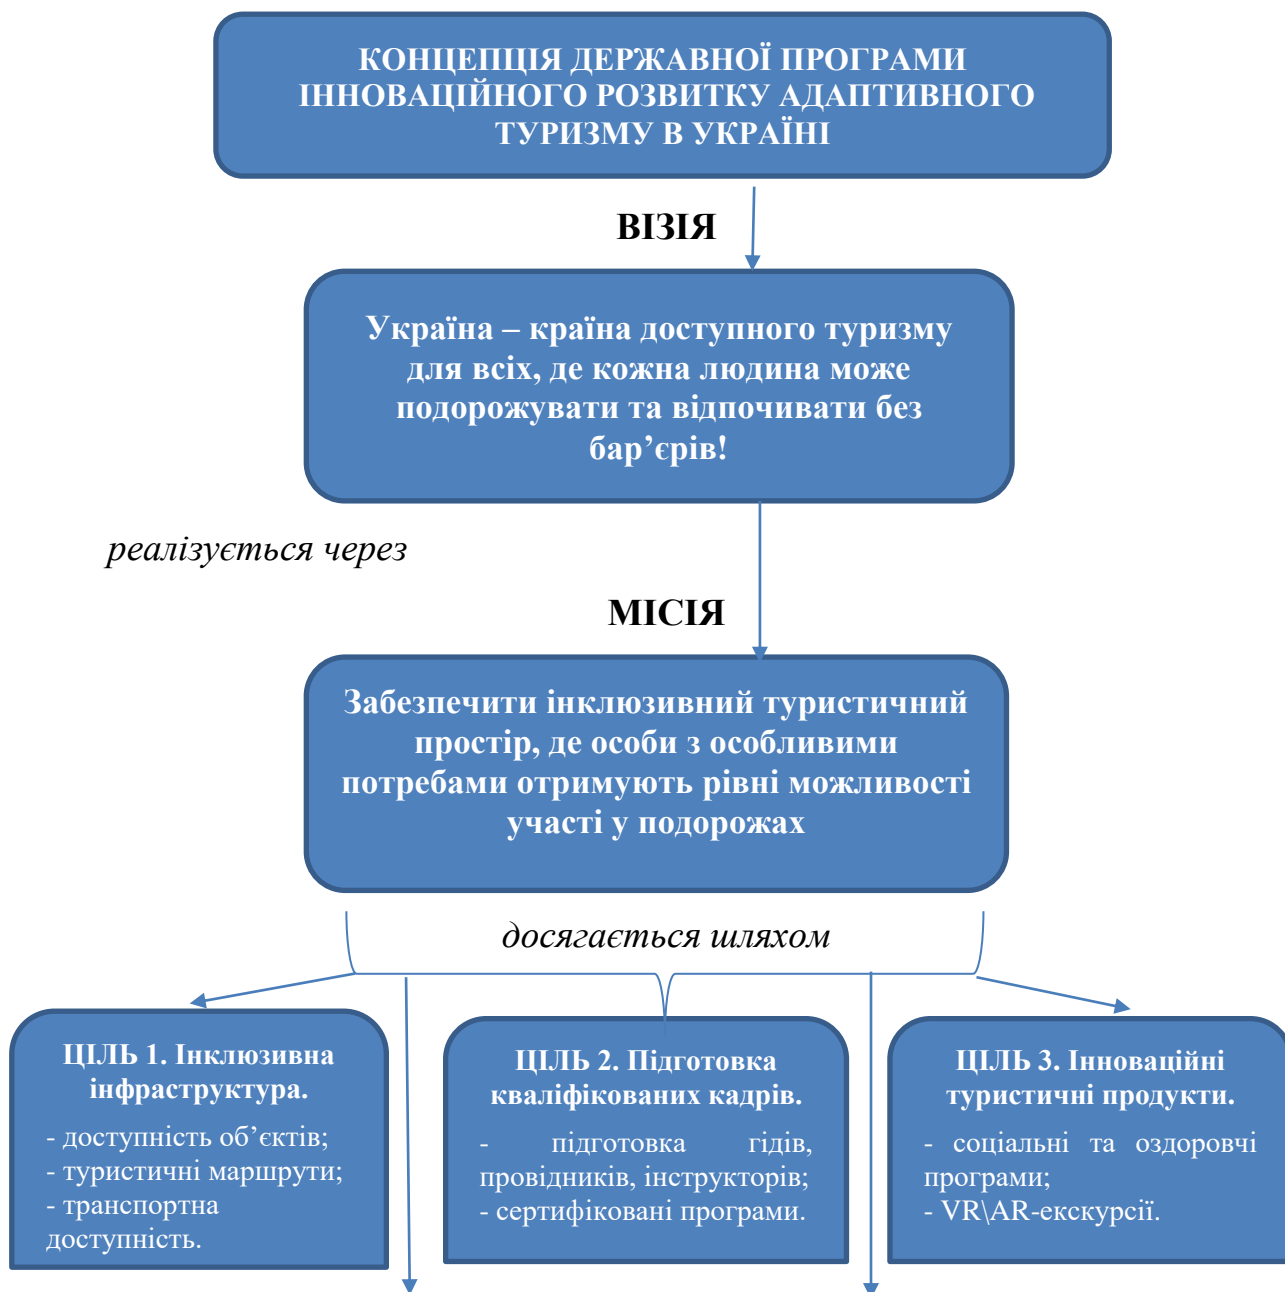 КОНЦЕПЦІЯ ДЕРЖАВНОЇ ПРОГРАМИ
ІННОВАЦІЙНОГО РОЗВИТКУ АДАПТИВНОГО
ТУРИЗМУ В УКРАЇНІ
ВІЗІЯ
Україна – країна доступного туризму
для всіх, де кожна людина може
подорожувати та відпочивати без
бар’єрів!
реалізується через
МІСІЯ
Забезпечити інклюзивний туристичний
простір, де особи з особливими
потребами отримують рівні можливості
участі у подорожах
досягається шляхом
ЦІЛЬ 1. Інклюзивна
інфраструктура.
- доступність об’єктів;
- туристичні маршрути;
- транспортна
доступність.
ЦІЛЬ 2. Підготовка
кваліфікованих кадрів.
- підготовка гідів,
провідників, інструкторів;
- сертифіковані програми.
ЦІЛЬ 3. Інноваційні
туристичні продукти.
- соціальні та оздоровчі
програми;
- VR\AR-екскурсії.